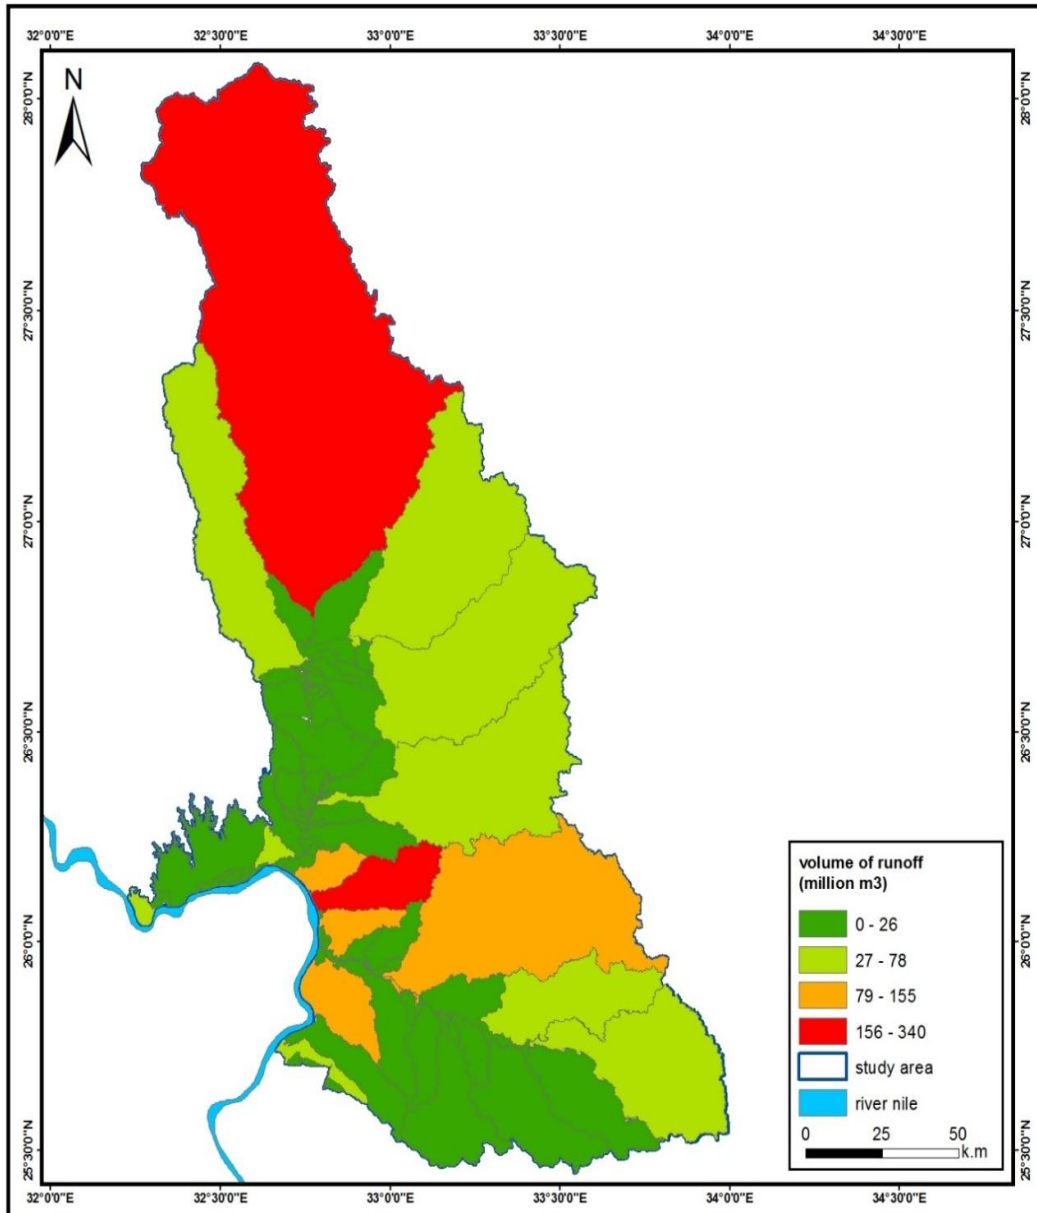 32°0'0"E 32°30'0"E 33°0'0"E 33°30'0"E 34°0'0"E 34°30'0"E
N
28°0'0"N 28°0'0"N
27°30'0"N 27°30'0"N
27°0'0"N 27°0'0"N
26°30'0"N 26°30'0"N
26°0'0"N 26°0'0"N
25°30'0"N 25°30'0"N
volume of runoff
(million m3)
0 - 26
27 - 78
79 - 155
156 - 340
study area
river nile
0 25 50
k.m
32°0'0"E 32°30'0"E 33°0'0"E 33°30'0"E 34°0'0"E 34°30'0"E